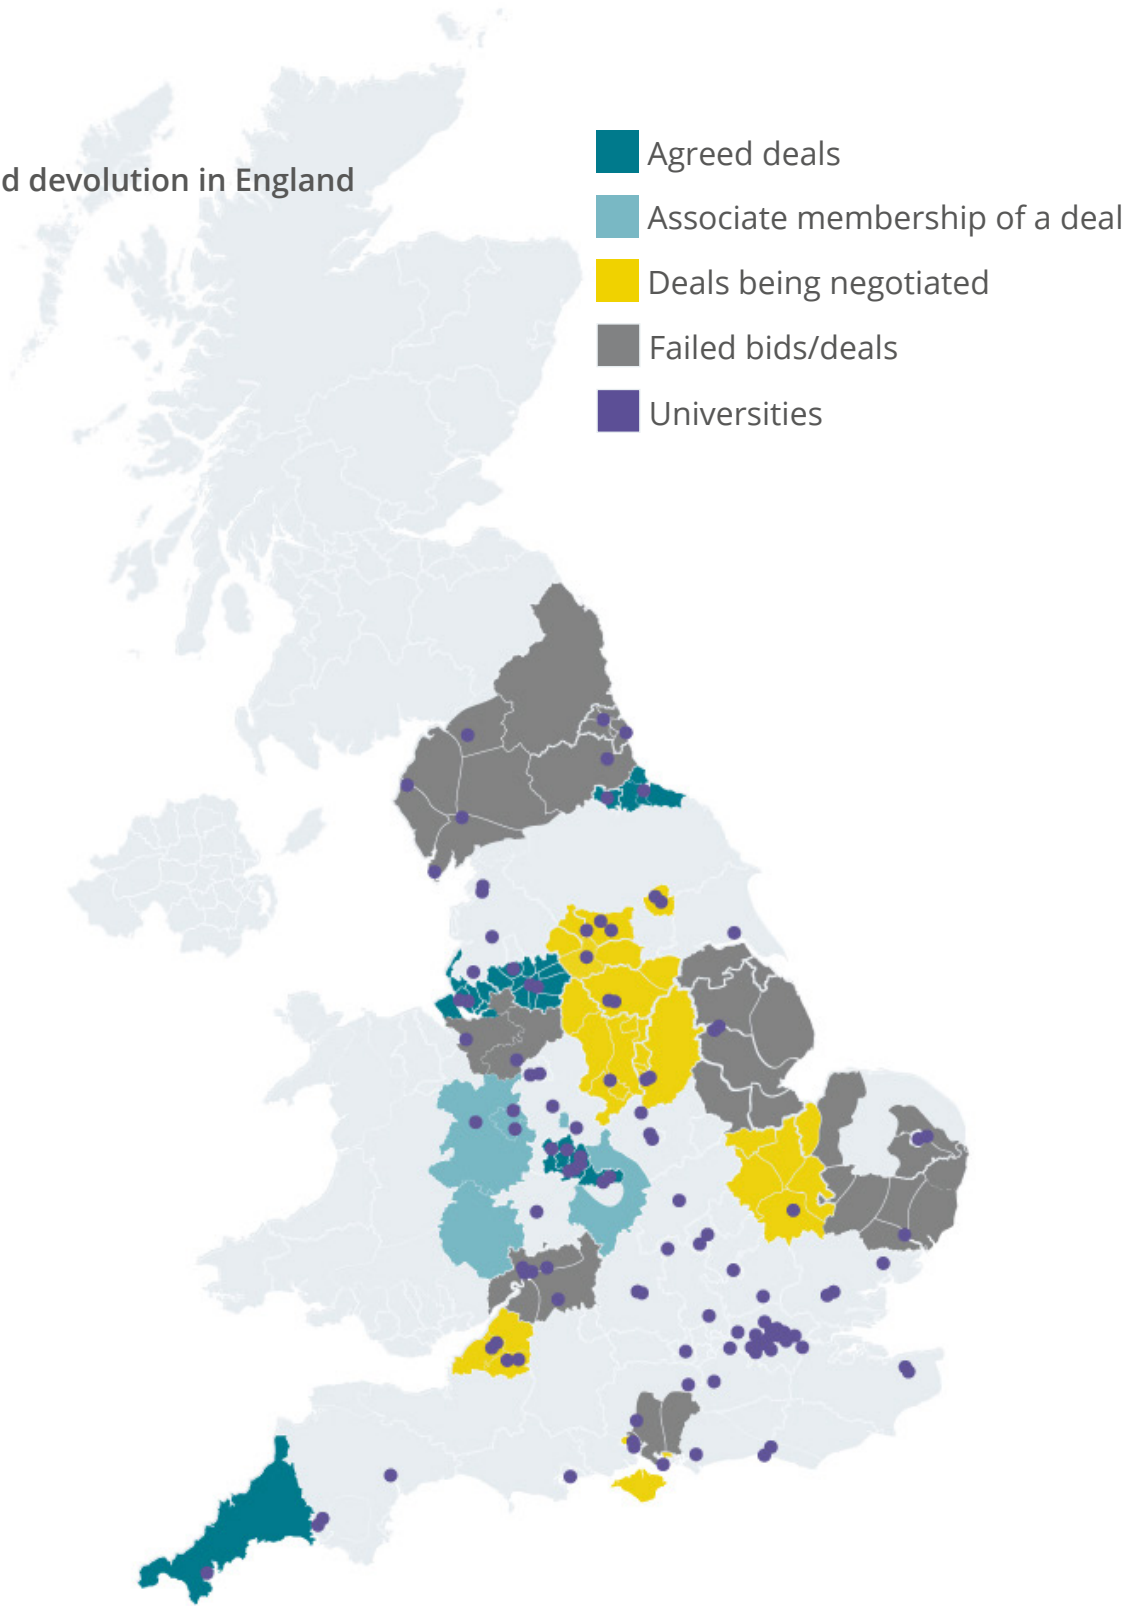 d devolution in England
Agreed deals
Associate membership of a deal
Deals being negotiated
Failed bids/deals
Universities